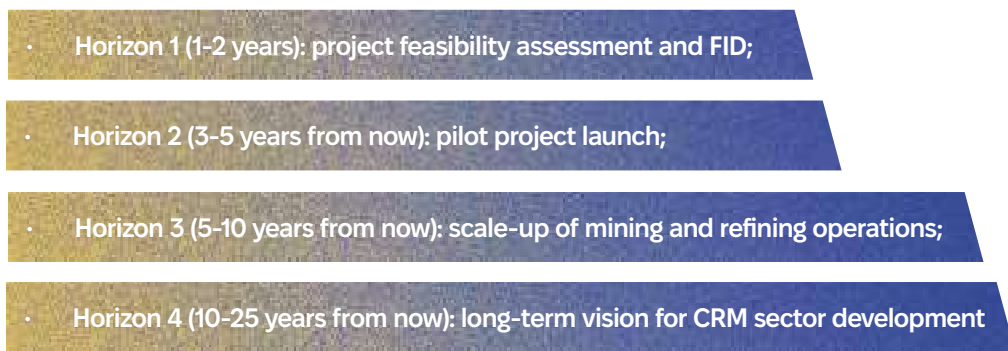 · Horizon 1 (1-2 years): project feasibility assessment and FID;
· Horizon 2 (3-5 years from now): pilot project launch;
· Horizon 3 (5-10 years from now): scale-up of mining and refining operations;
· Horizon 4 (10-25 years from now): long-term vision for CRM sector development